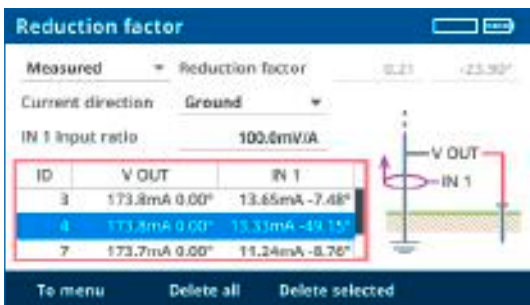 Reduction factor
Measured Reduction factor 0.21 -23.90°
Current direction Ground
IN 1 Input ratio 100.0mV/A
V OUT
IN 1
ID V OUT IN 1
3 173.8mA 0.00° 13.65mA -7.48°
4 173.8mA 0.00° 13.33mA -49.15°
7 173.7mA 0.00° 11.24mA -8.76°
To menu Delete all Delete selected